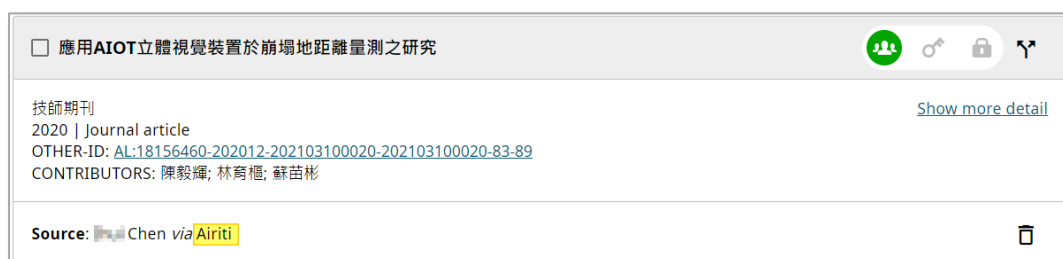 應用AIOT立體視覺裝置於崩塌地距離量測之研究
技師期刊
Show more detail
2020 | Journal article
OTHER-ID: AL:18156460-202012-202103100020-202103100020-83-89
CONTRIBUTORS: 陳毅輝; 林育樞; 蘇苗彬
Source: Chen via Airiti